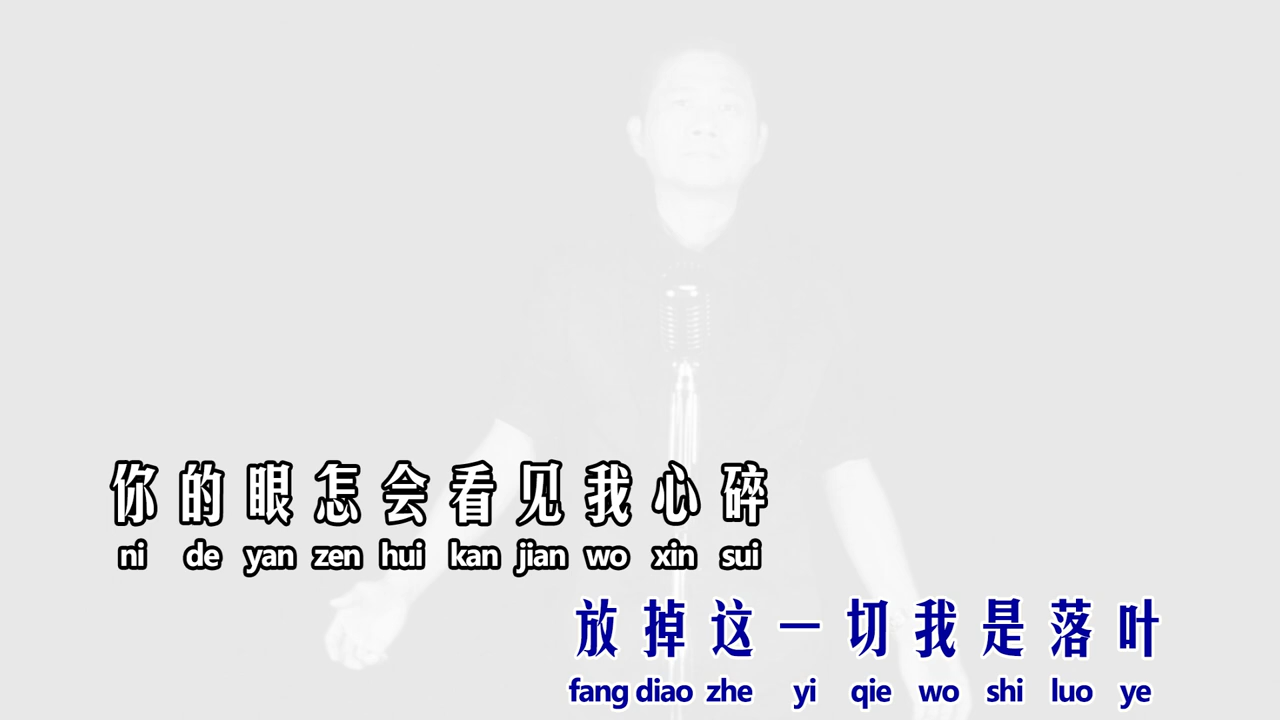 你的眼怎会看见我心碎
ni de yan zen hui kan jian wo xin sui
放掉这一切我是落叶
fang diao zhe yi qie wo shi luo ye